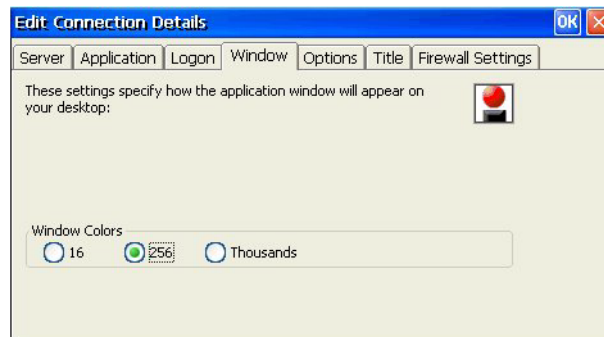 Edit Connection Details OK
Server Application Logon Window Options Title Firewall Settings
These settings specify how the application window will appear on
your desktop:
Window Colors
16 256 Thousands